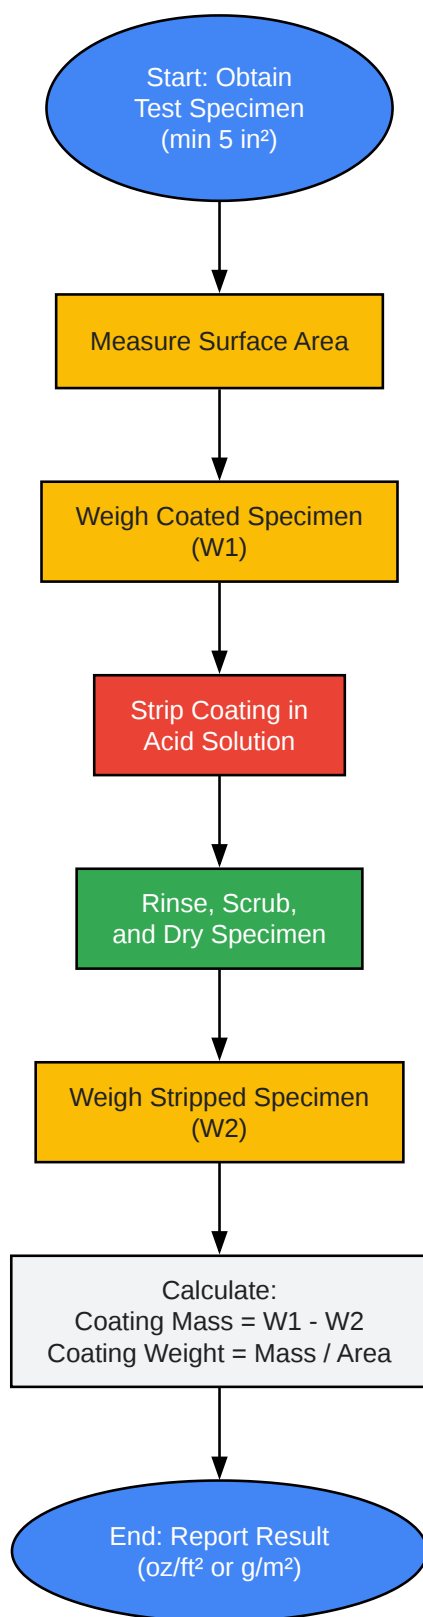 Start: Obtain
Test Specimen
(min 5 in²)
Measure Surface Area
Weigh Coated Specimen
(W1)
Strip Coating in
Acid Solution
Rinse, Scrub,
and Dry Specimen
Weigh Stripped Specimen
(W2)
Calculate:
Coating Mass = W1 - W2
Coating Weight = Mass / Area
End: Report Result
(oz/ft² or g/m²)